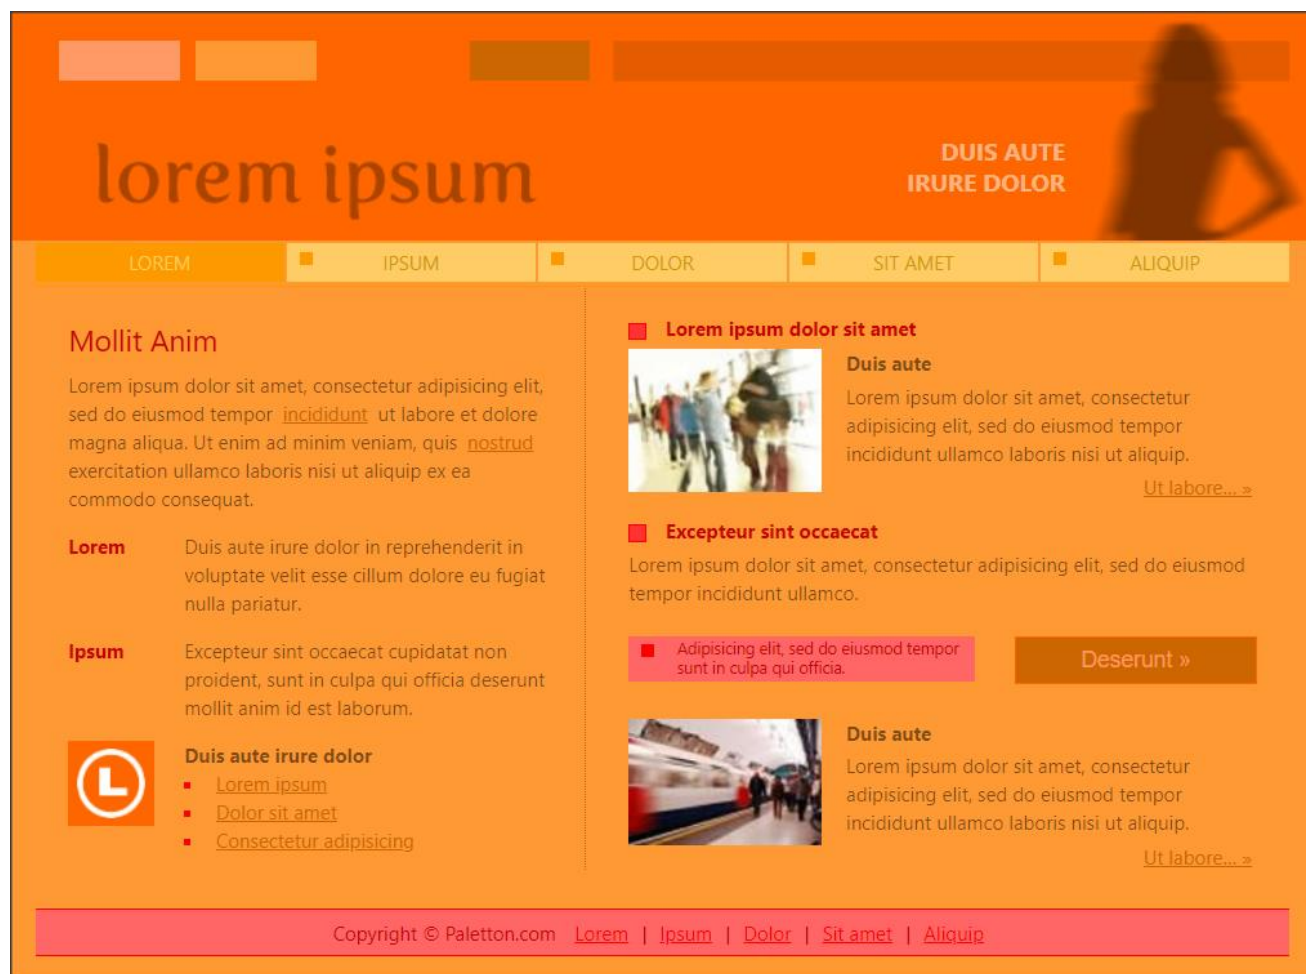 lorem ipsum
DUIS AUTE
IRURE DOLOR
LOREM IPSUM DOLOR SIT AMET ALIQUIP
Mollit Anim
Lorem ipsum dolor sit amet, consectetur adipisicing elit,
sed do eiusmod tempor incididunt ut labore et dolore
magna aliqua. Ut enim ad minim veniam, quis nostrud
exercitation ullamco laboris nisi ut aliquip ex ea
commodo consequat.
Lorem Duis aute irure dolor in reprehenderit in
voluptate velit esse cillum dolore eu fugiat
nulla pariatur.
Ipsum Excepteur sint occaecat cupidatat non
proident, sunt in culpa qui officia deserunt
mollit anim id est laborum.
L
Duis aute irure dolor
Lorem ipsum
Dolor sit amet
Consectetur adipisicing
Lorem ipsum dolor sit amet
Duis aute
Lorem ipsum dolor sit amet, consectetur
adipisicing elit, sed do eiusmod tempor
incididunt ullamco laboris nisi ut aliquip.
Ut labore... »
Excepteur sint occaecat
Lorem ipsum dolor sit amet, consectetur adipisicing elit, sed do eiusmod
tempor incididunt ullamco.
Adipisicing elit, sed do eiusmod tempor
sunt in culpa qui officia.
Deserunt »
Duis aute
Lorem ipsum dolor sit amet, consectetur
adipisicing elit, sed do eiusmod tempor
incididunt ullamco laboris nisi ut aliquip.
Ut labore... »
Copyright © Paletton.com Lorem | Ipsum | Dolor | Sit amet | Aliquip